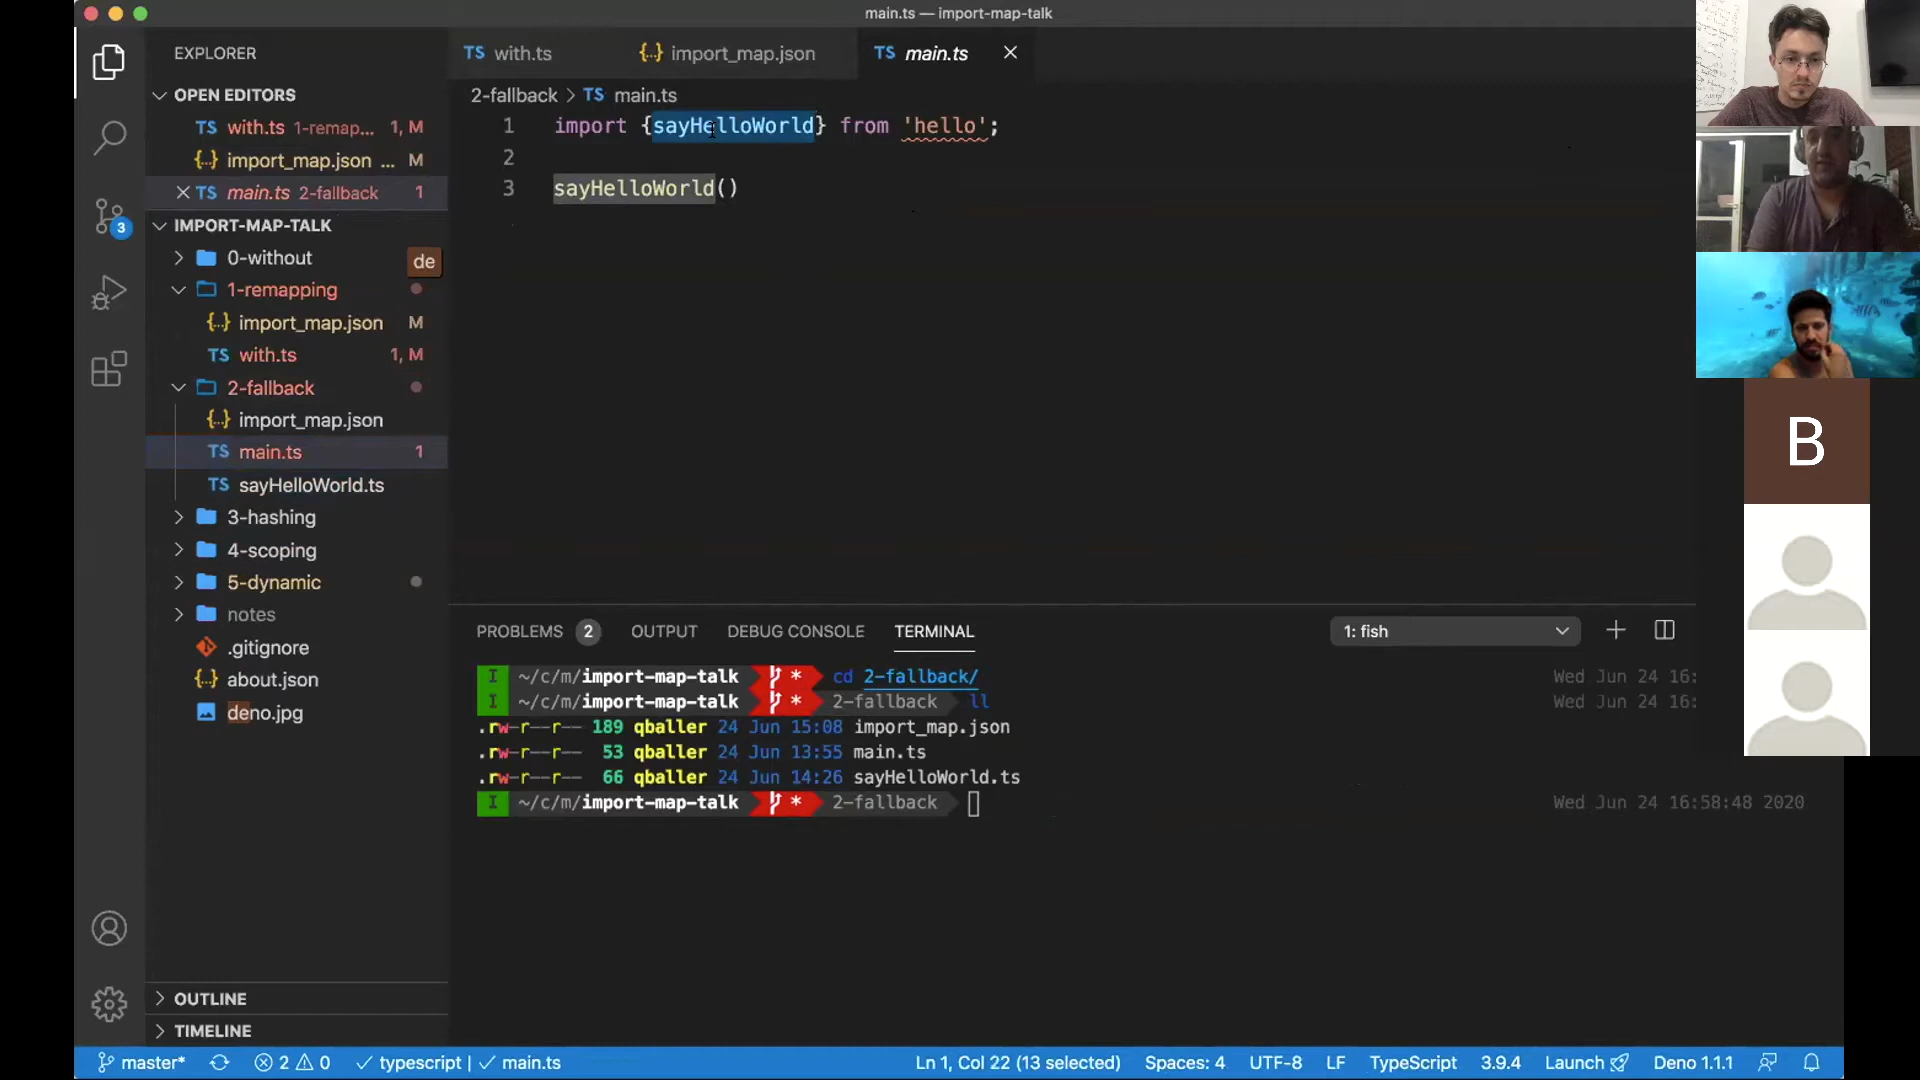 main.ts — import-map-talk
EXPLORER
OPEN EDITORS
TS with.ts 1-remap... 1, M
{..} import_map.json ... M
TS main.ts 2-fallback 1
IMPORT-MAP-TALK
0-without
de
1-remapping
{..} import_map.json M
TS with.ts 1, M
2-fallback
{..} import_map.json
TS main.ts 1
TS sayHelloWorld.ts
3-hashing
4-scoping
5-dynamic
notes
.gitignore
{..} about.json
deno.jpg
OUTLINE
TIMELINE
3
TS with.ts
{..} import_map.json
TS main.ts
2-fallback > TS main.ts
1 import {sayHelloWorld} from 'hello';
2
3 sayHelloWorld()
PROBLEMS 2 OUTPUT DEBUG CONSOLE TERMINAL
1: fish
I ~/c/m/import-map-talk * cd 2-fallback/ Wed Jun 24 16:
I ~/c/m/import-map-talk * 2-fallback ll Wed Jun 24 16:
.rw-r--r-- 189 qballer 24 Jun 15:08 import_map.json
.rw-r--r-- 53 qballer 24 Jun 13:55 main.ts
.rw-r--r-- 66 qballer 24 Jun 14:26 sayHelloWorld.ts
I ~/c/m/import-map-talk * 2-fallback Wed Jun 24 16:58:48 2020
B
master* 2 0 typescript | main.ts
Ln 1, Col 22 (13 selected) Spaces: 4 UTF-8 LF TypeScript 3.9.4 Launch Deno 1.1.1